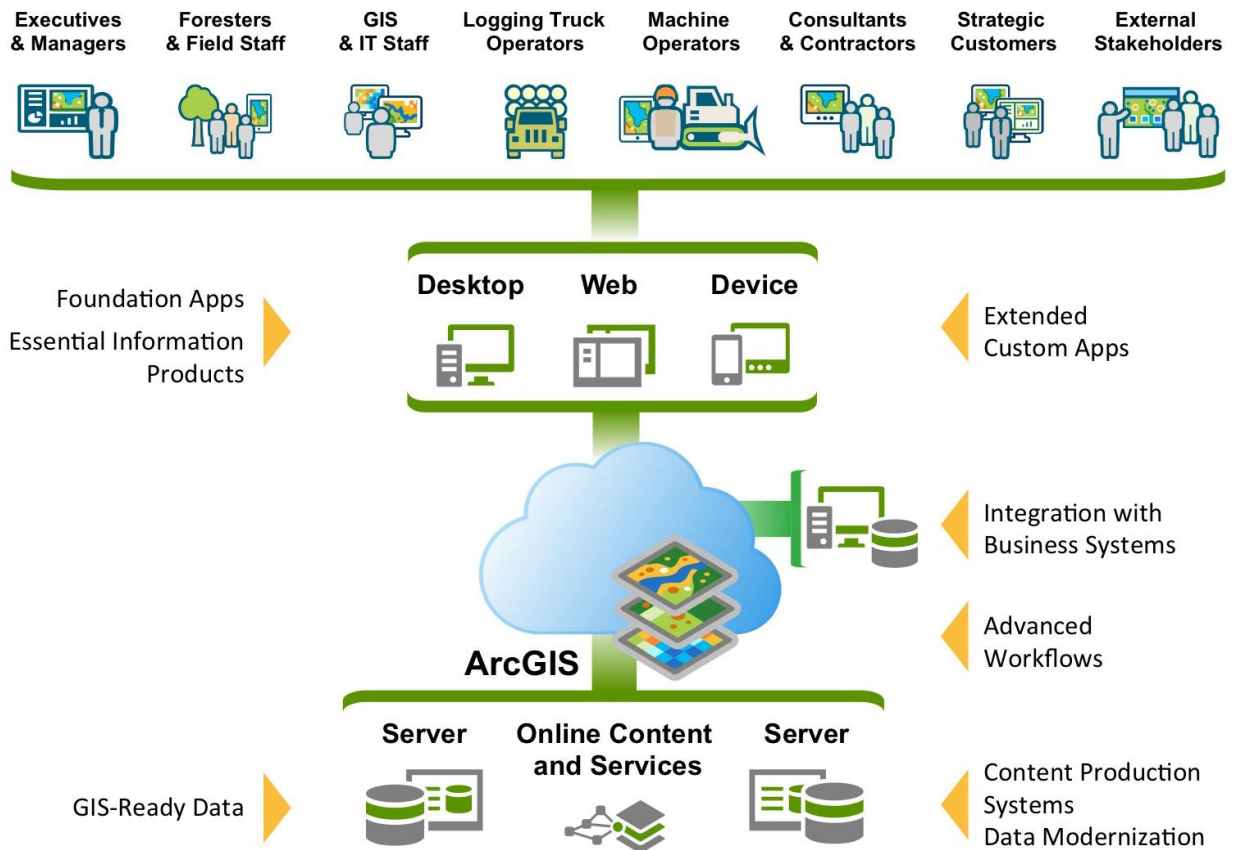 Executives
& Managers
Foresters
& Field Staff
GIS
& IT Staff
Logging Truck
Operators
Machine
Operators
Consultants
& Contractors
Strategic
Customers
External
Stakeholders
Desktop
Web
Device
Foundation Apps
Essential Information
Products
Extended
Custom Apps
Integration with
Business Systems
Advanced
Workflows
ArcGIS
Server
Online Content
and Services
Server
GIS-Ready Data
Content Production
Systems
Data Modernization